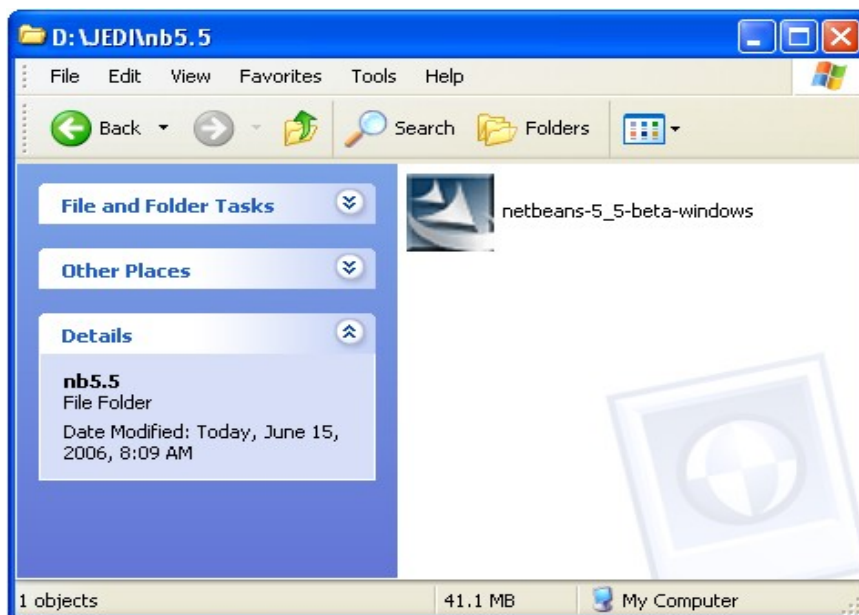 D:\JEDI\nb5.5
File Edit View Favorites Tools Help
Back Search Folders
File and Folder Tasks
Other Places
Details
nb5.5
File Folder
Date Modified: Today, June 15,
2006, 8:09 AM
netbeans-5_5-beta-windows
1 objects 41.1 MB My Computer